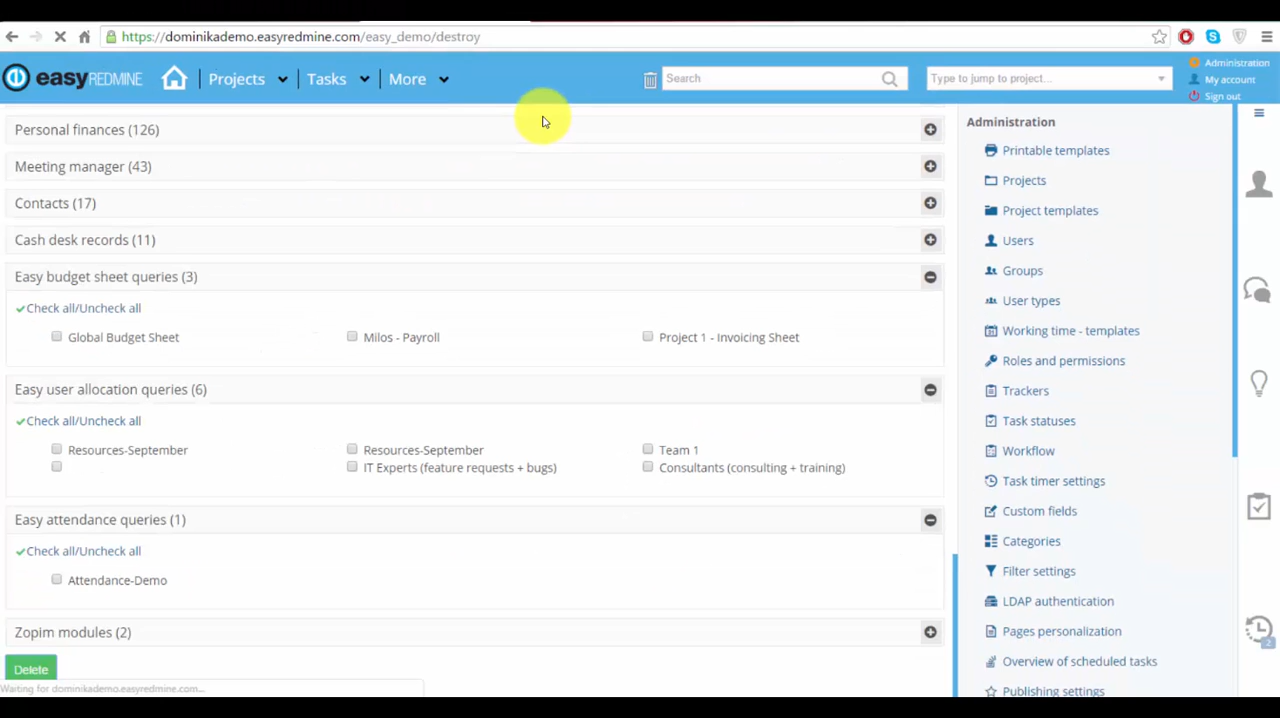 https://dominikademo.easyredmine.com/easy_demo/destroy
easyREDMINE
Projects
Tasks
More
Search
Type to jump to project...
Administration
My account
Sign out
Personal finances (126)
Meeting manager (43)
Contacts (17)
Cash desk records (11)
Easy budget sheet queries (3)
Check all/Uncheck all
Global Budget Sheet
Milos - Payroll
Project 1 - Invoicing Sheet
Easy user allocation queries (6)
Check all/Uncheck all
Resources-September
Resources-September
Team 1
IT Experts (feature requests + bugs)
Consultants (consulting + training)
Easy attendance queries (1)
Check all/Uncheck all
Attendance-Demo
Zopim modules (2)
Delete
Waiting for dominikademo.easyredmine.com...
Administration
Printable templates
Projects
Project templates
Users
Groups
User types
Working time - templates
Roles and permissions
Trackers
Task statuses
Workflow
Task timer settings
Custom fields
Categories
Filter settings
LDAP authentication
Pages personalization
Overview of scheduled tasks
Publishing settings
2